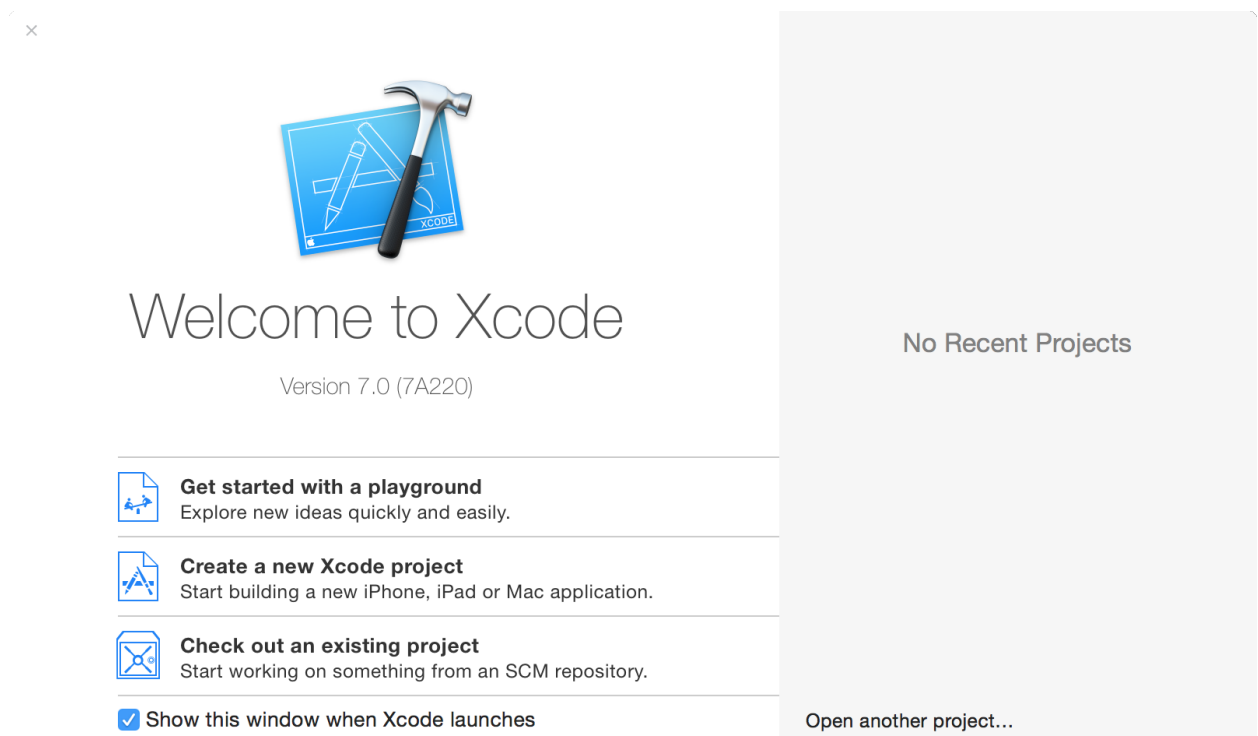 XCODE
Welcome to Xcode
Version 7.0 (7A220)
Get started with a playground
Explore new ideas quickly and easily.
Create a new Xcode project
Start building a new iPhone, iPad or Mac application.
Check out an existing project
Start working on something from an SCM repository.
Show this window when Xcode launches
No Recent Projects
Open another project...